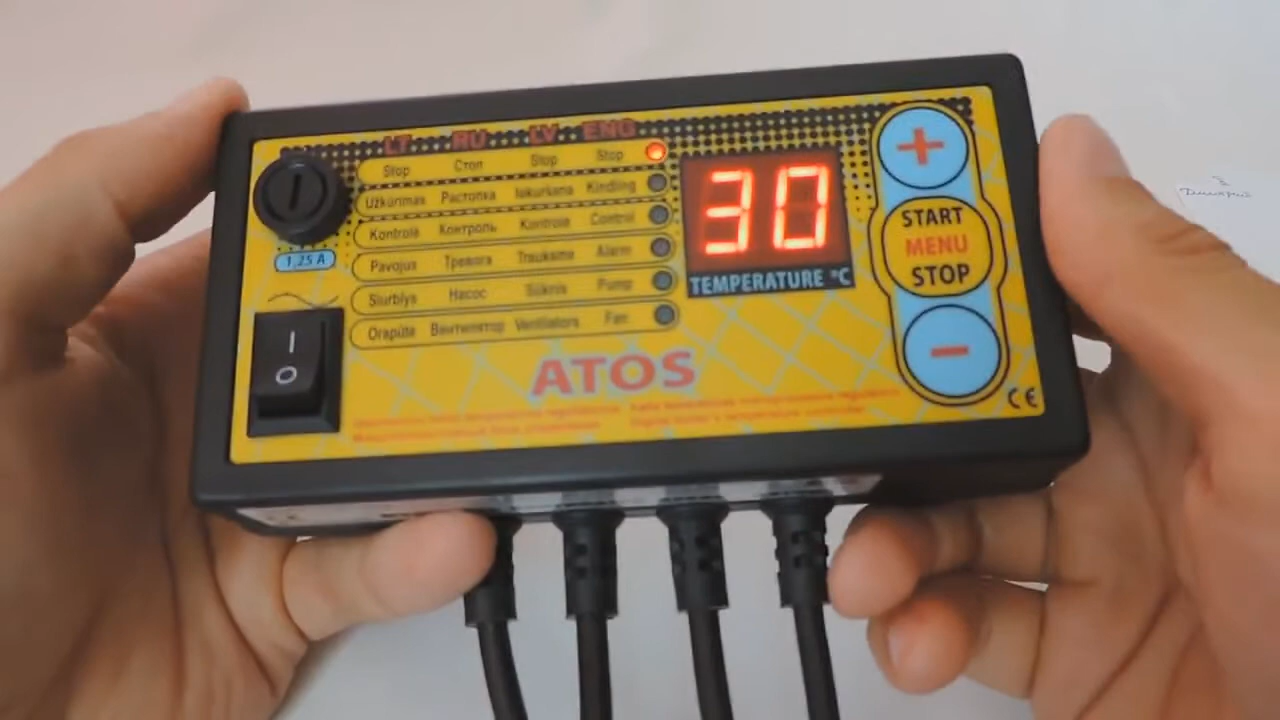 LT RU LV ENG
Stop Стоп Stop Stop
Užkūrimas Растопка Iekurkana Kindling
Kontrolė Контроль Kontrole Control
Pavojus Тревога Trauksme Alarm
Siurblys Насос Sūknis Pump
Orapūtė Вентилятор Ventilators Fan
1,25 A
I
O
30
TEMPERATURE °C
+
START
MENU
STOP
-
ATOS
CE